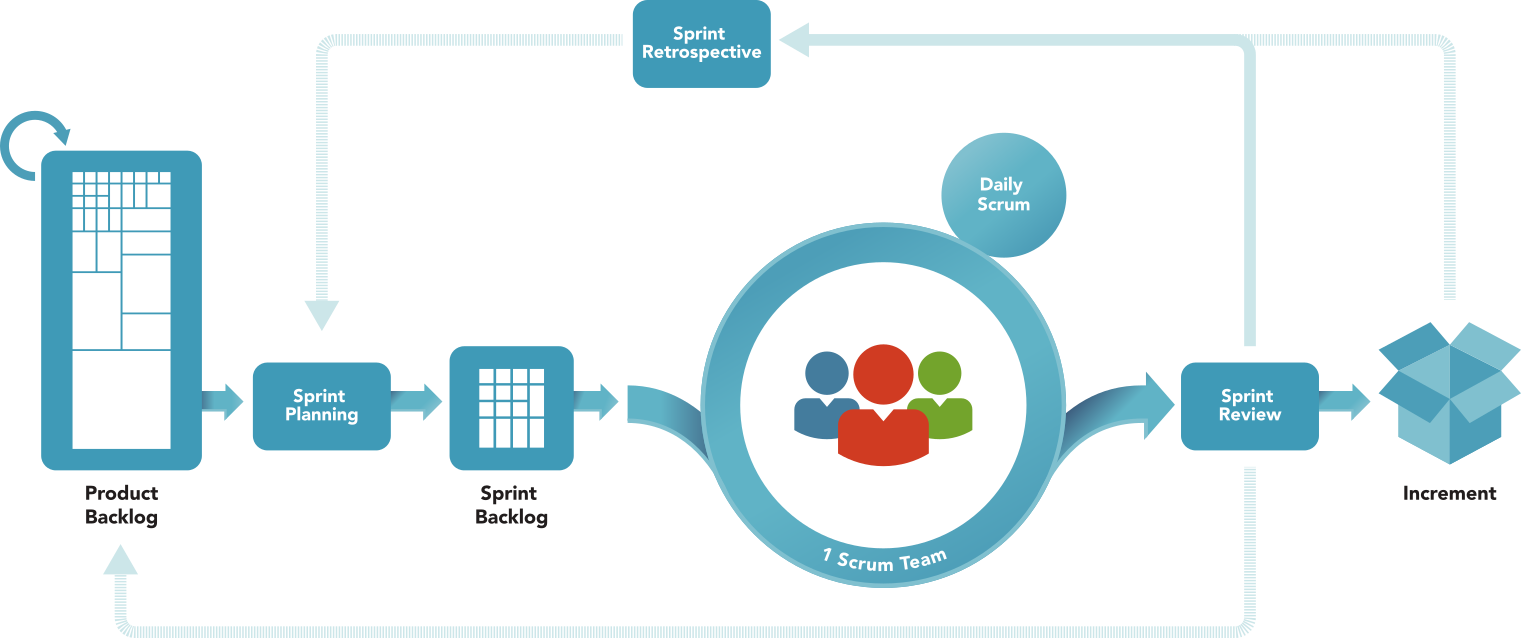 Sprint
Retrospective
Daily
Scrum
Sprint
Planning
Sprint
Review
Product
Backlog
Sprint
Backlog
1 Scrum Team
Increment